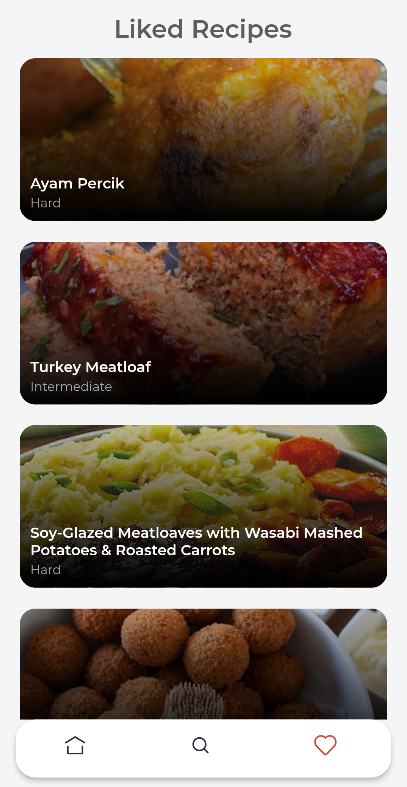 Liked Recipes
Ayam Percik
Hard
Turkey Meatloaf
Intermediate
Soy-Glazed Meatloaves with Wasabi Mashed
Potatoes & Roasted Carrots
Hard